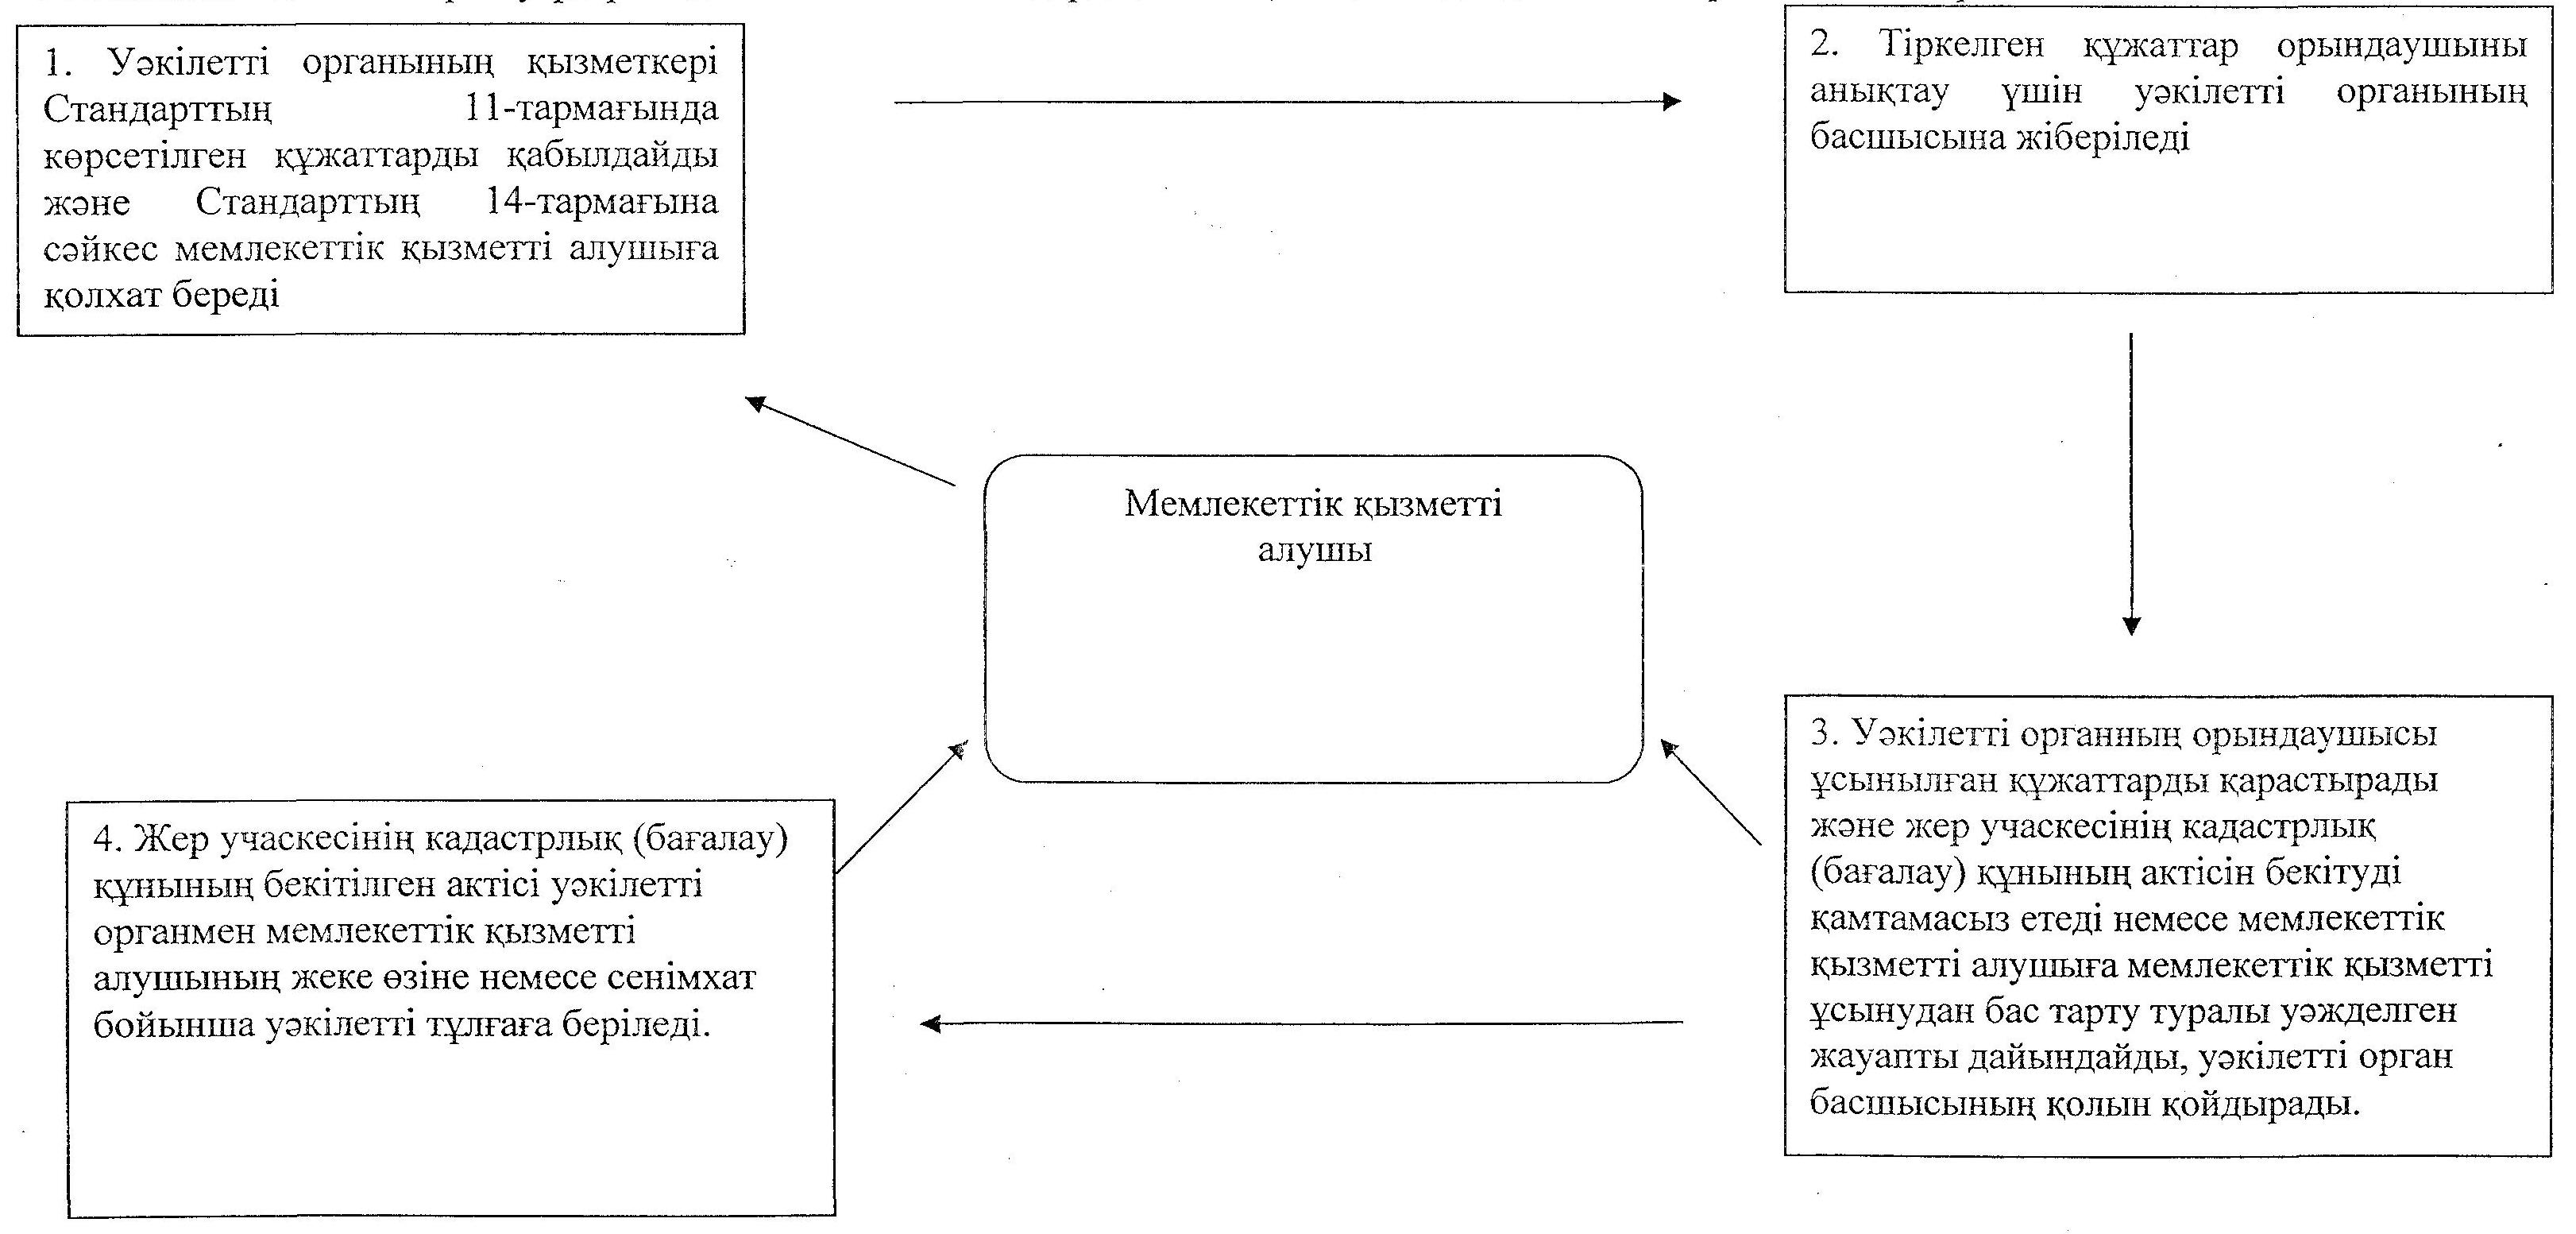 1. Уәкілетті органының қызметкері
Стандарттың 11-тармағында
көрсетілген құжаттарды қабылдайды
және Стандарттың 14-тармағына
сәйкес мемлекеттік қызметті алушыға
қолхат береді
2. Тіркелген құжаттар орындаушыны
анықтау үшін уәкілетті органының
басшысына жіберіледі
Мемлекеттік қызметті
алушы
3. Уәкілетті органның орындаушысы
ұсынылған құжаттарды қарастырады
және жер учаскесінің кадастрлық
(бағалау) құнының актісін бекітуді
қамтамасыз етеді немесе мемлекеттік
қызметті алушыға мемлекеттік қызметті
ұсынудан бас тарту туралы уәжделген
жауапты дайындайды, уәкілетті орган
басшысының қолын қойдырады.
4. Жер учаскесінің кадастрлық (бағалау)
құнының бекітілген актісі уәкілетті
органмен мемлекеттік қызметті
алушының жеке өзіне немесе сенімхат
бойынша уәкілетті тұлғаға беріледі.